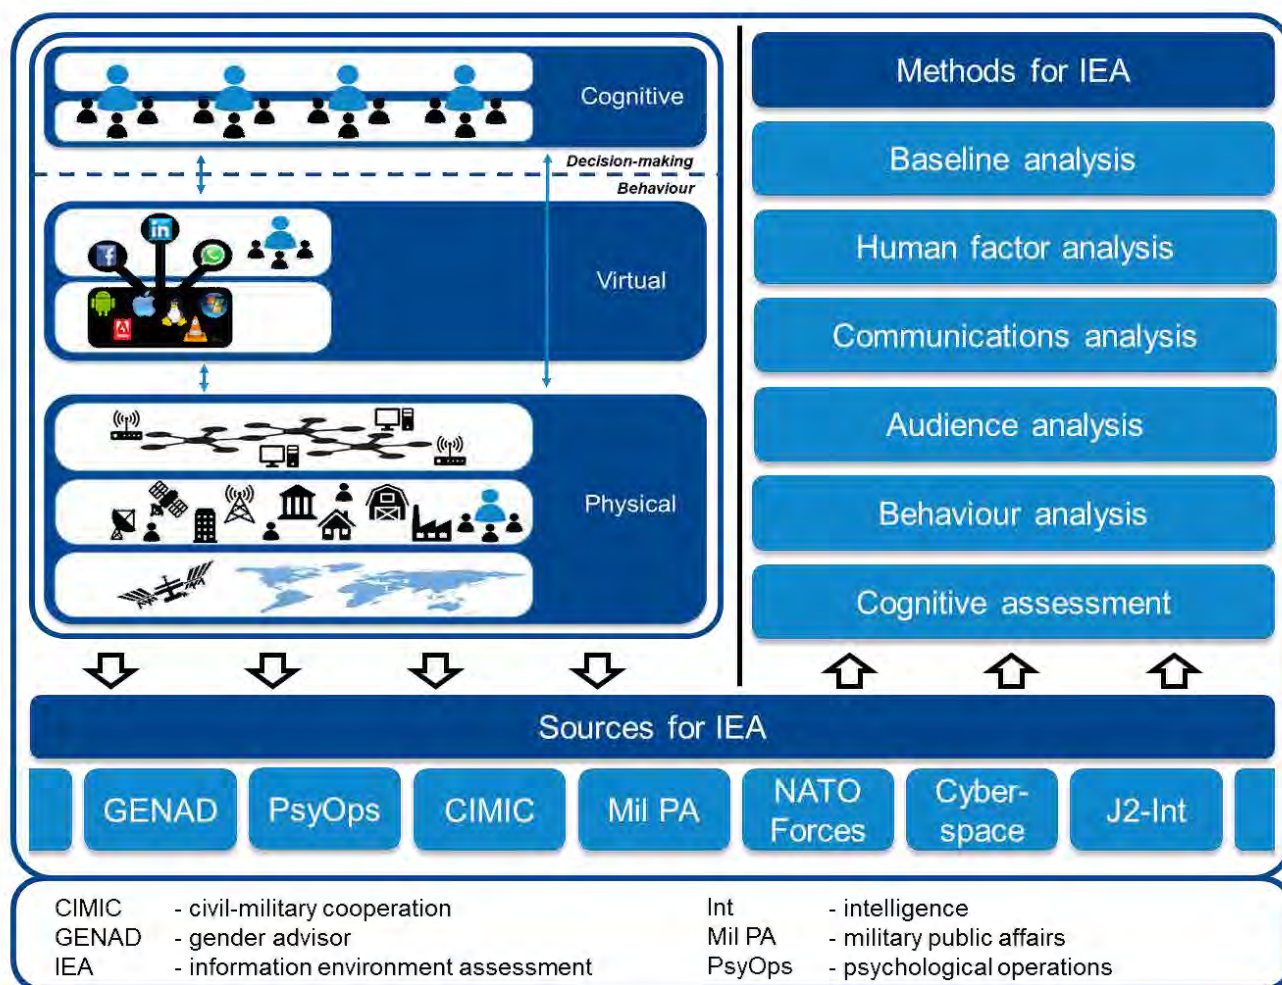 Cognitive
Decision-making
Behaviour
Virtual
Physical
Methods for IEA
Baseline analysis
Human factor analysis
Communications analysis
Audience analysis
Behaviour analysis
Cognitive assessment
Sources for IEA
GENAD
PsyOps
CIMIC
Mil PA
NATO
Forces
Cyber-
space
J2-Int
CIMIC - civil-military cooperation
GENAD - gender advisor
IEA - information environment assessment
Int - intelligence
Mil PA - military public affairs
PsyOps - psychological operations